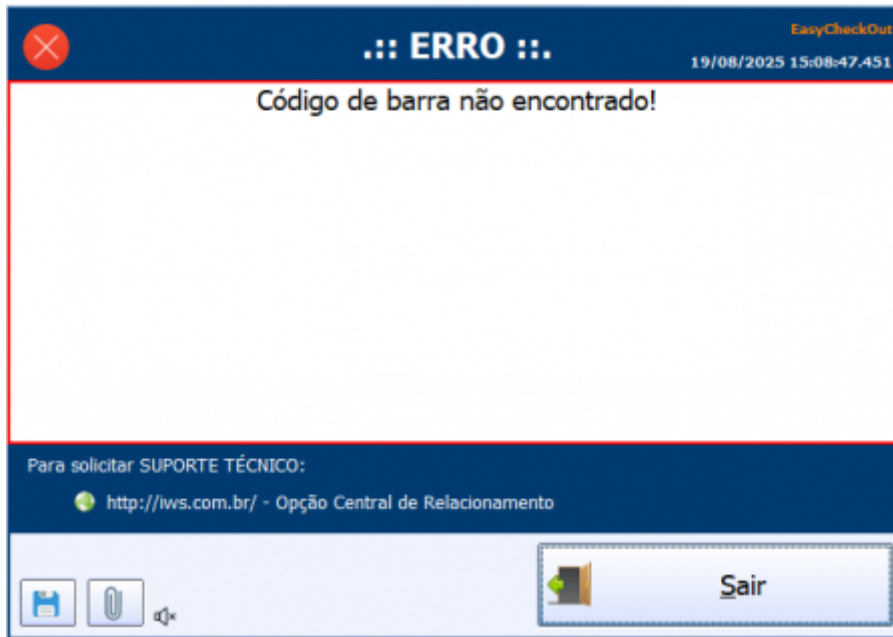 .:: ERRO ::.
EasyCheckOut
19/08/2025 15:08:47.451
Código de barra não encontrado!
Para solicitar SUPORTE TÉCNICO:
http://iws.com.br/ - Opção Central de Relacionamento
Sair